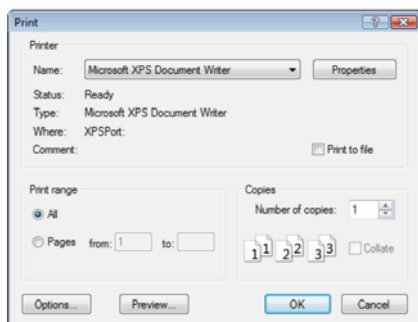 Print
Printer
Name: Microsoft XPS Document Writer Properties
Status: Ready
Type: Microsoft XPS Document Writer
Where: XPSPort:
Comment: Print to file
Print range
All
Pages from: 1 to:
Copies
Number of copies: 1
1 1 2 2 3 3 Collate
Options... Preview... OK Cancel